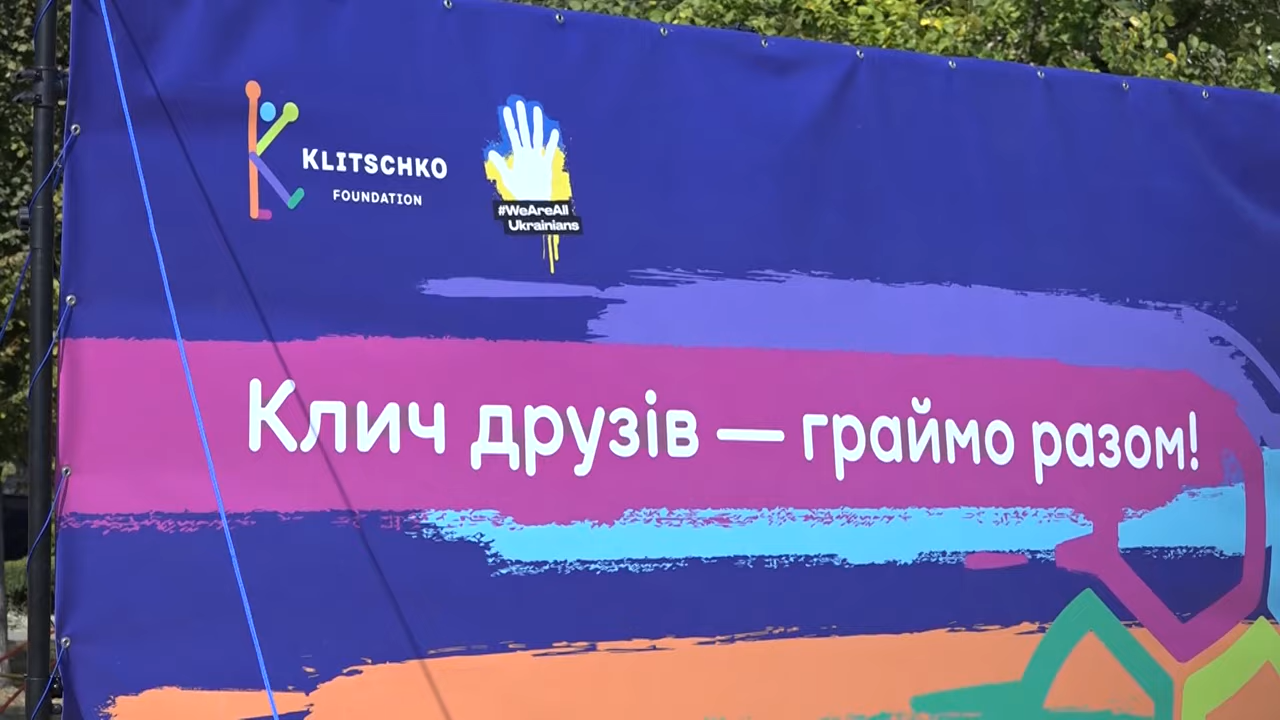 KLITSCHKO
FOUNDATION
#WeAreAll
Ukrainians
Клич друзів — граймо разом!